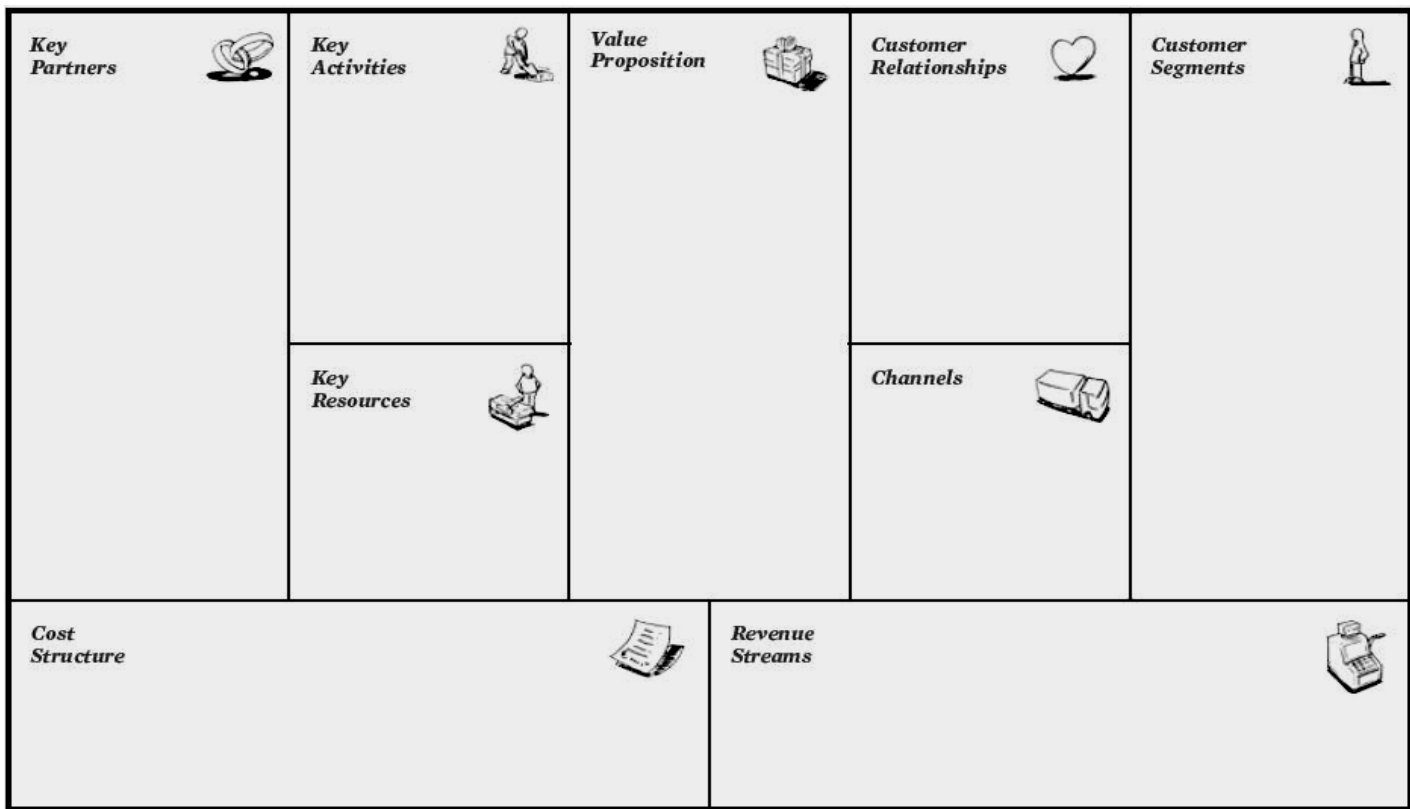 Key
Partners
Key
Activities
Value
Proposition
Customer
Relationships
Customer
Segments
Key
Resources
Channels
Cost
Structure
Revenue
Streams